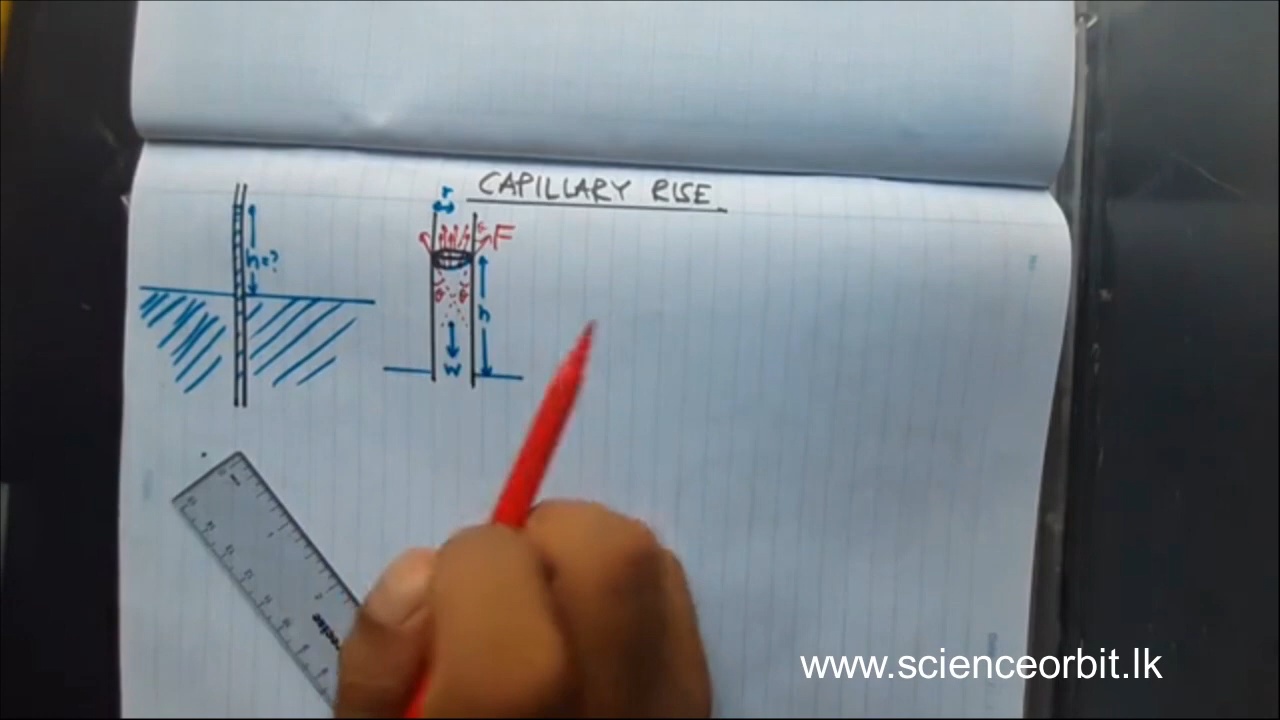 CAPILLARY RISE
r
F
h=?
θ θ
h
W
www.scienceorbit.lk